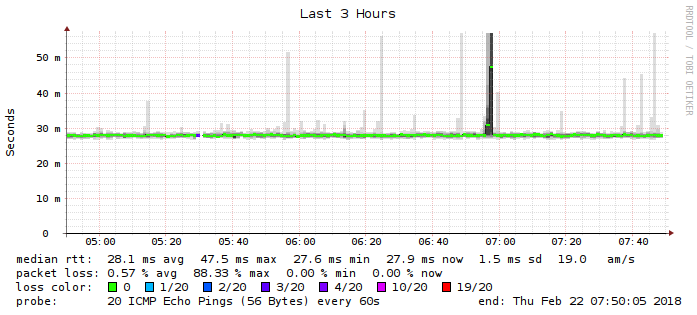 Last 3 Hours
RRDTOOL / TOBI OETIKER
Seconds
50 m
40 m
30 m
20 m
10 m
0
05:00 05:20 05:40 06:00 06:20 06:40 07:00 07:20 07:40
median rtt: 28.1 ms avg 47.5 ms max 27.6 ms min 27.9 ms now 1.5 ms sd 19.0 am/s
packet loss: 0.57 % avg 88.33 % max 0.00 % min 0.00 % now
loss color: 0 1/20 2/20 3/20 4/20 10/20 19/20
probe: 20 ICMP Echo Pings (56 Bytes) every 60s end: Thu Feb 22 07:50:05 2018